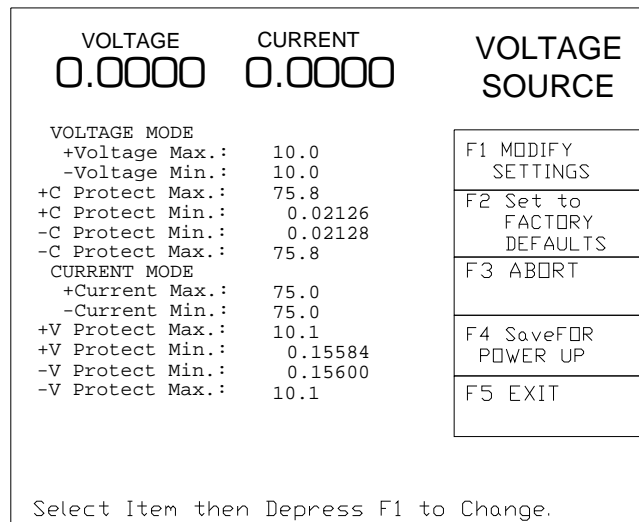 VOLTAGE CURRENT
0.0000 0.0000
VOLTAGE
SOURCE
VOLTAGE MODE
+Voltage Max.: 10.0
-Voltage Min.: 10.0
+C Protect Max.: 75.8
+C Protect Min.: 0.02126
-C Protect Min.: 0.02128
-C Protect Max.: 75.8
CURRENT MODE
+Current Max.: 75.0
-Current Min.: 75.0
+V Protect Max.: 10.1
+V Protect Min.: 0.15584
-V Protect Min.: 0.15600
-V Protect Max.: 10.1
F1 MODIFY
SETTINGS
F2 Set to
FACTORY
DEFAULTS
F3 ABORT
F4 SaveFOR
POWER UP
F5 EXIT
Select Item then Depress F1 to Change.